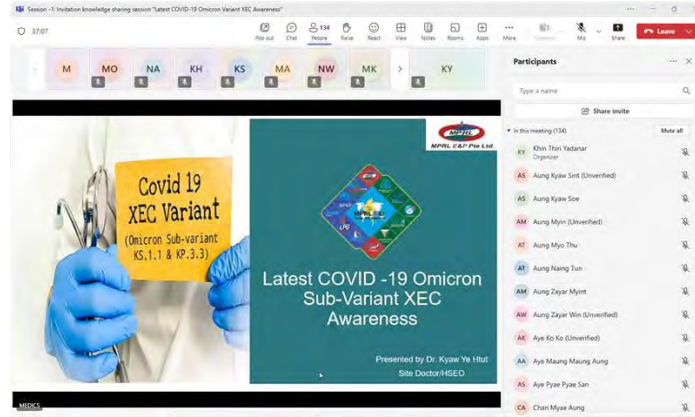 Session -1: Invitation knowledge sharing session "Latest COVID-19 Omicron Variant XEC Awareness"
37:07
Pop out
Chat
134
People
Raise
React
View
Notes
Rooms
Apps
More
Mic
Share
Leave
M
MO
NA
KH
KS
MA
NW
MK
KY
Covid 19
XEC Variant
(Omicron Sub-variant
KS.1.1 & KP.3.3)
MPRL
MPRL E&P Pte Ltd.
Latest COVID -19 Omicron
Sub-Variant XEC
Awareness
Presented by Dr. Kyaw Ye Htut
Site Doctor/HSEO
MEDICS
Participants
Type a name
Share invite
In this meeting (134)
Mute all
KY Khin Thiri Yadanar
Organizer
AS Aung Kyaw Sint (Unverified)
AS Aung Kyaw Soe
AM Aung Myin (Unverified)
AT Aung Myo Thu
AT Aung Naing Tun
AM Aung Zayar Myint
AW Aung Zayar Win (Unverified)
AK Aye Ko Ko (Unverified)
AA Aye Maung Maung Aung
AS Aye Pyae Pyae San
CA Chan Myae Aung